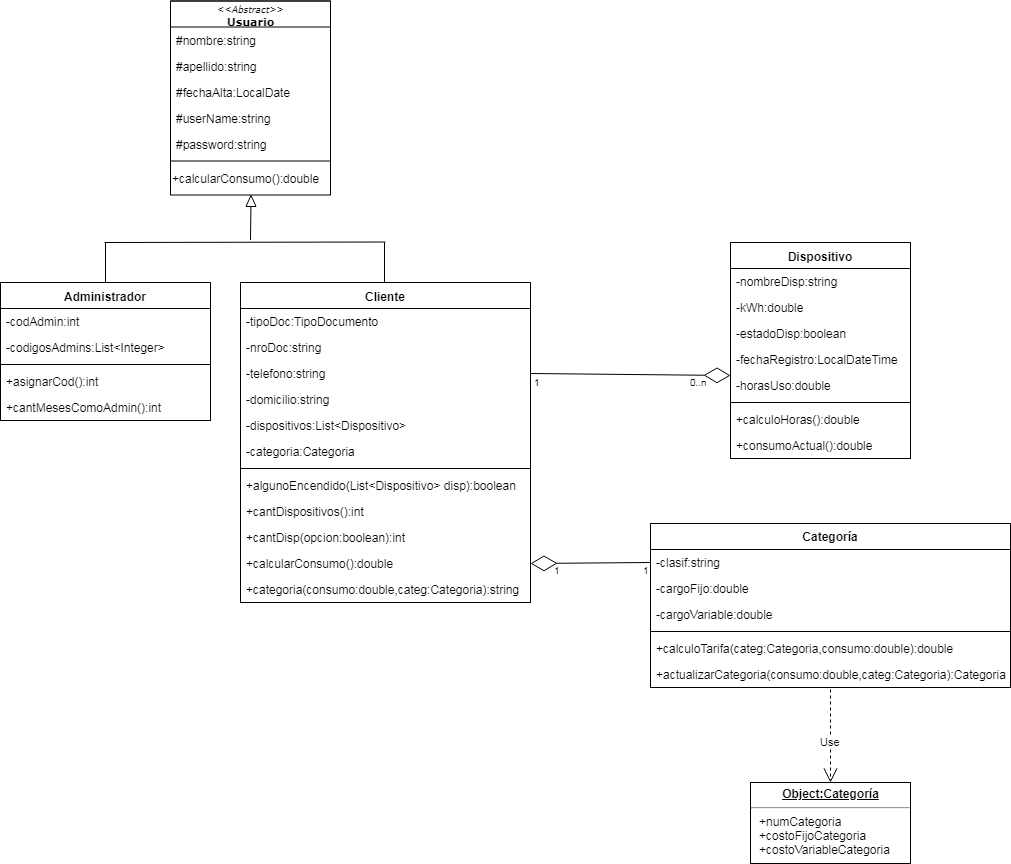 <<Abstract>>
Usuario
#nombre:string
#apellido:string
#fechaAlta:LocalDate
#userName:string
#password:string
+calcularConsumo():double
Administrador
-codAdmin:int
-codigosAdmins:List<Integer>
+asignarCod():int
+cantMesesComoAdmin():int
Cliente
-tipoDoc:TipoDocumento
-nroDoc:string
-telefono:string
-domicilio:string
-dispositivos:List<Dispositivo>
-categoria:Categoria
+algunoEncendido(List<Dispositivo> disp):boolean
+cantDispositivos():int
+cantDisp(opcion:boolean):int
+calcularConsumo():double
+categoria(consumo:double,categ:Categoria):string
1
0..n
Dispositivo
-nombreDisp:string
-kWh:double
-estadoDisp:boolean
-fechaRegistro:LocalDateTime
-horasUso:double
+calculoHoras():double
+consumoActual():double
1
1
Categoría
-clasif:string
-cargoFijo:double
-cargoVariable:double
+calculoTarifa(categ:Categoria,consumo:double):double
+actualizarCategoria(consumo:double,categ:Categoria):Categoria
Use
Object:Categoría
+numCategoria
+costoFijoCategoria
+costoVariableCategoria